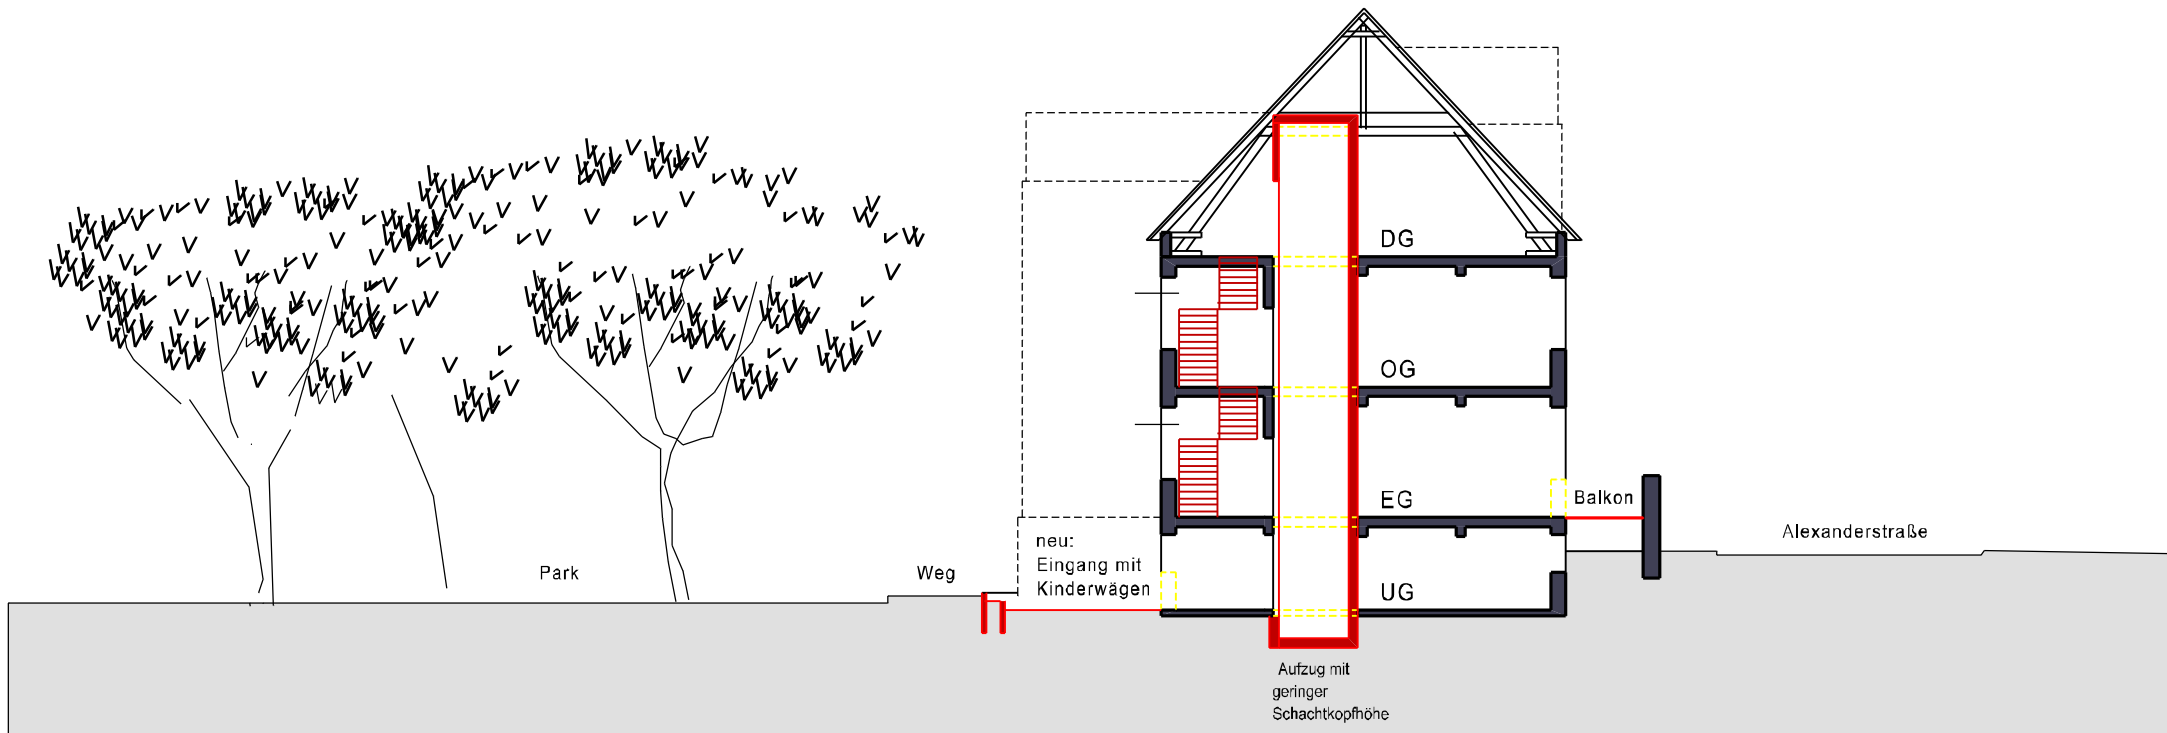 DG
OG
EG
Balkon
Alexanderstraße
neu:
Eingang mit
Kinderwägen
Park
Weg
UG
Aufzug mit
geringer
Schachtkopfhöhe